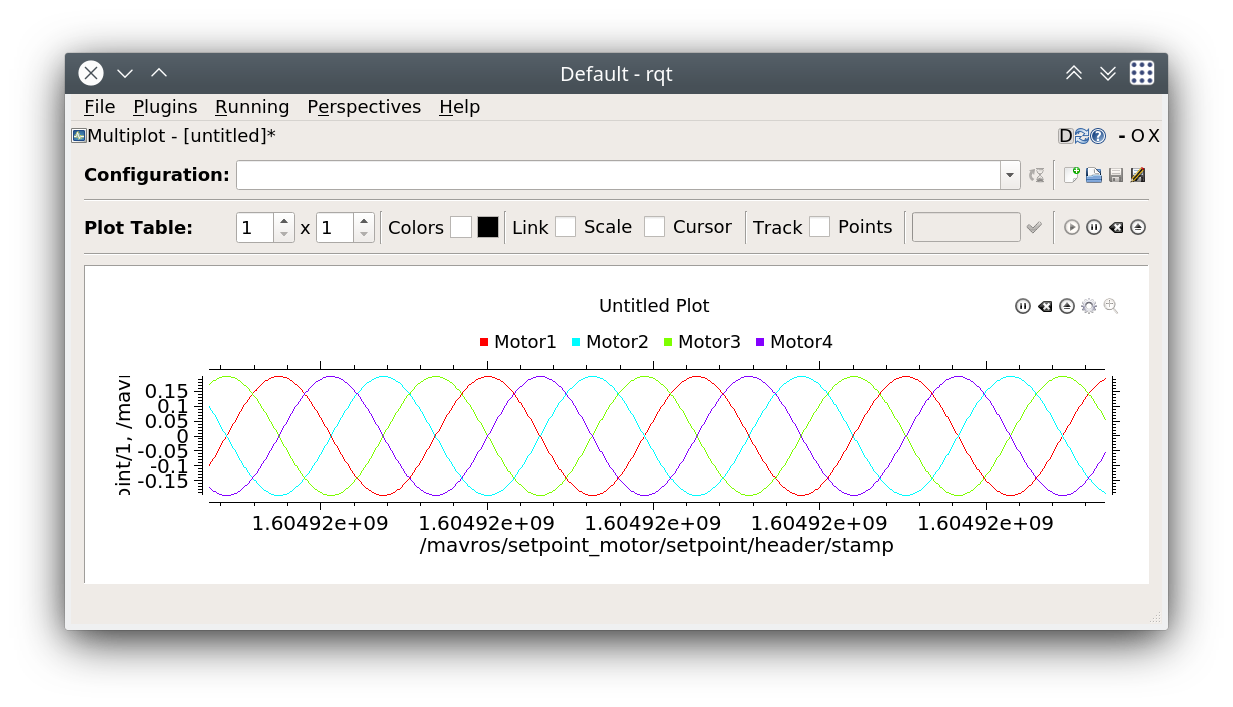 Default - rqt
File Plugins Running Perspectives Help
Multiplot - [untitled]* D - O X
Configuration:
Plot Table: 1 x 1 Colors Link Scale Cursor Track Points
Untitled Plot
Motor1 Motor2 Motor3 Motor4
0.15
0.1
0.05
0
-0.05
-0.1
-0.15
oint/1, /mavr
1.60492e+09 1.60492e+09 1.60492e+09 1.60492e+09 1.60492e+09
/mavros/setpoint_motor/setpoint/header/stamp